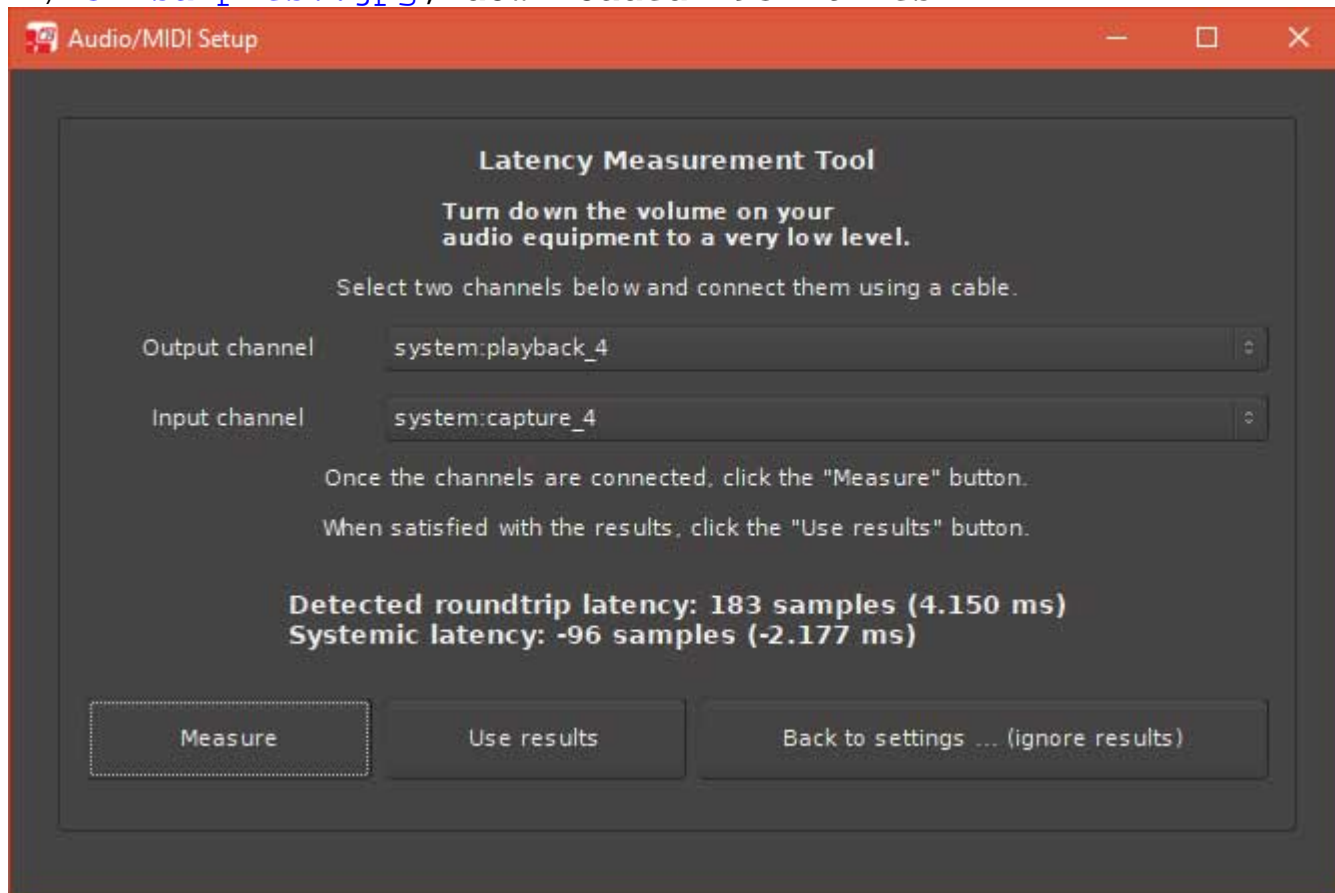 Audio/MIDI Setup
Latency Measurement Tool
Turn down the volume on your
audio equipment to a very low level.
Select two channels below and connect them using a cable.
Output channel system:playback_4
Input channel system:capture_4
Once the channels are connected, click the "Measure" button.
When satisfied with the results, click the "Use results" button.
Detected roundtrip latency: 183 samples (4.150 ms)
Systemic latency: -96 samples (-2.177 ms)
Measure Use results Back to settings ... (ignore results)